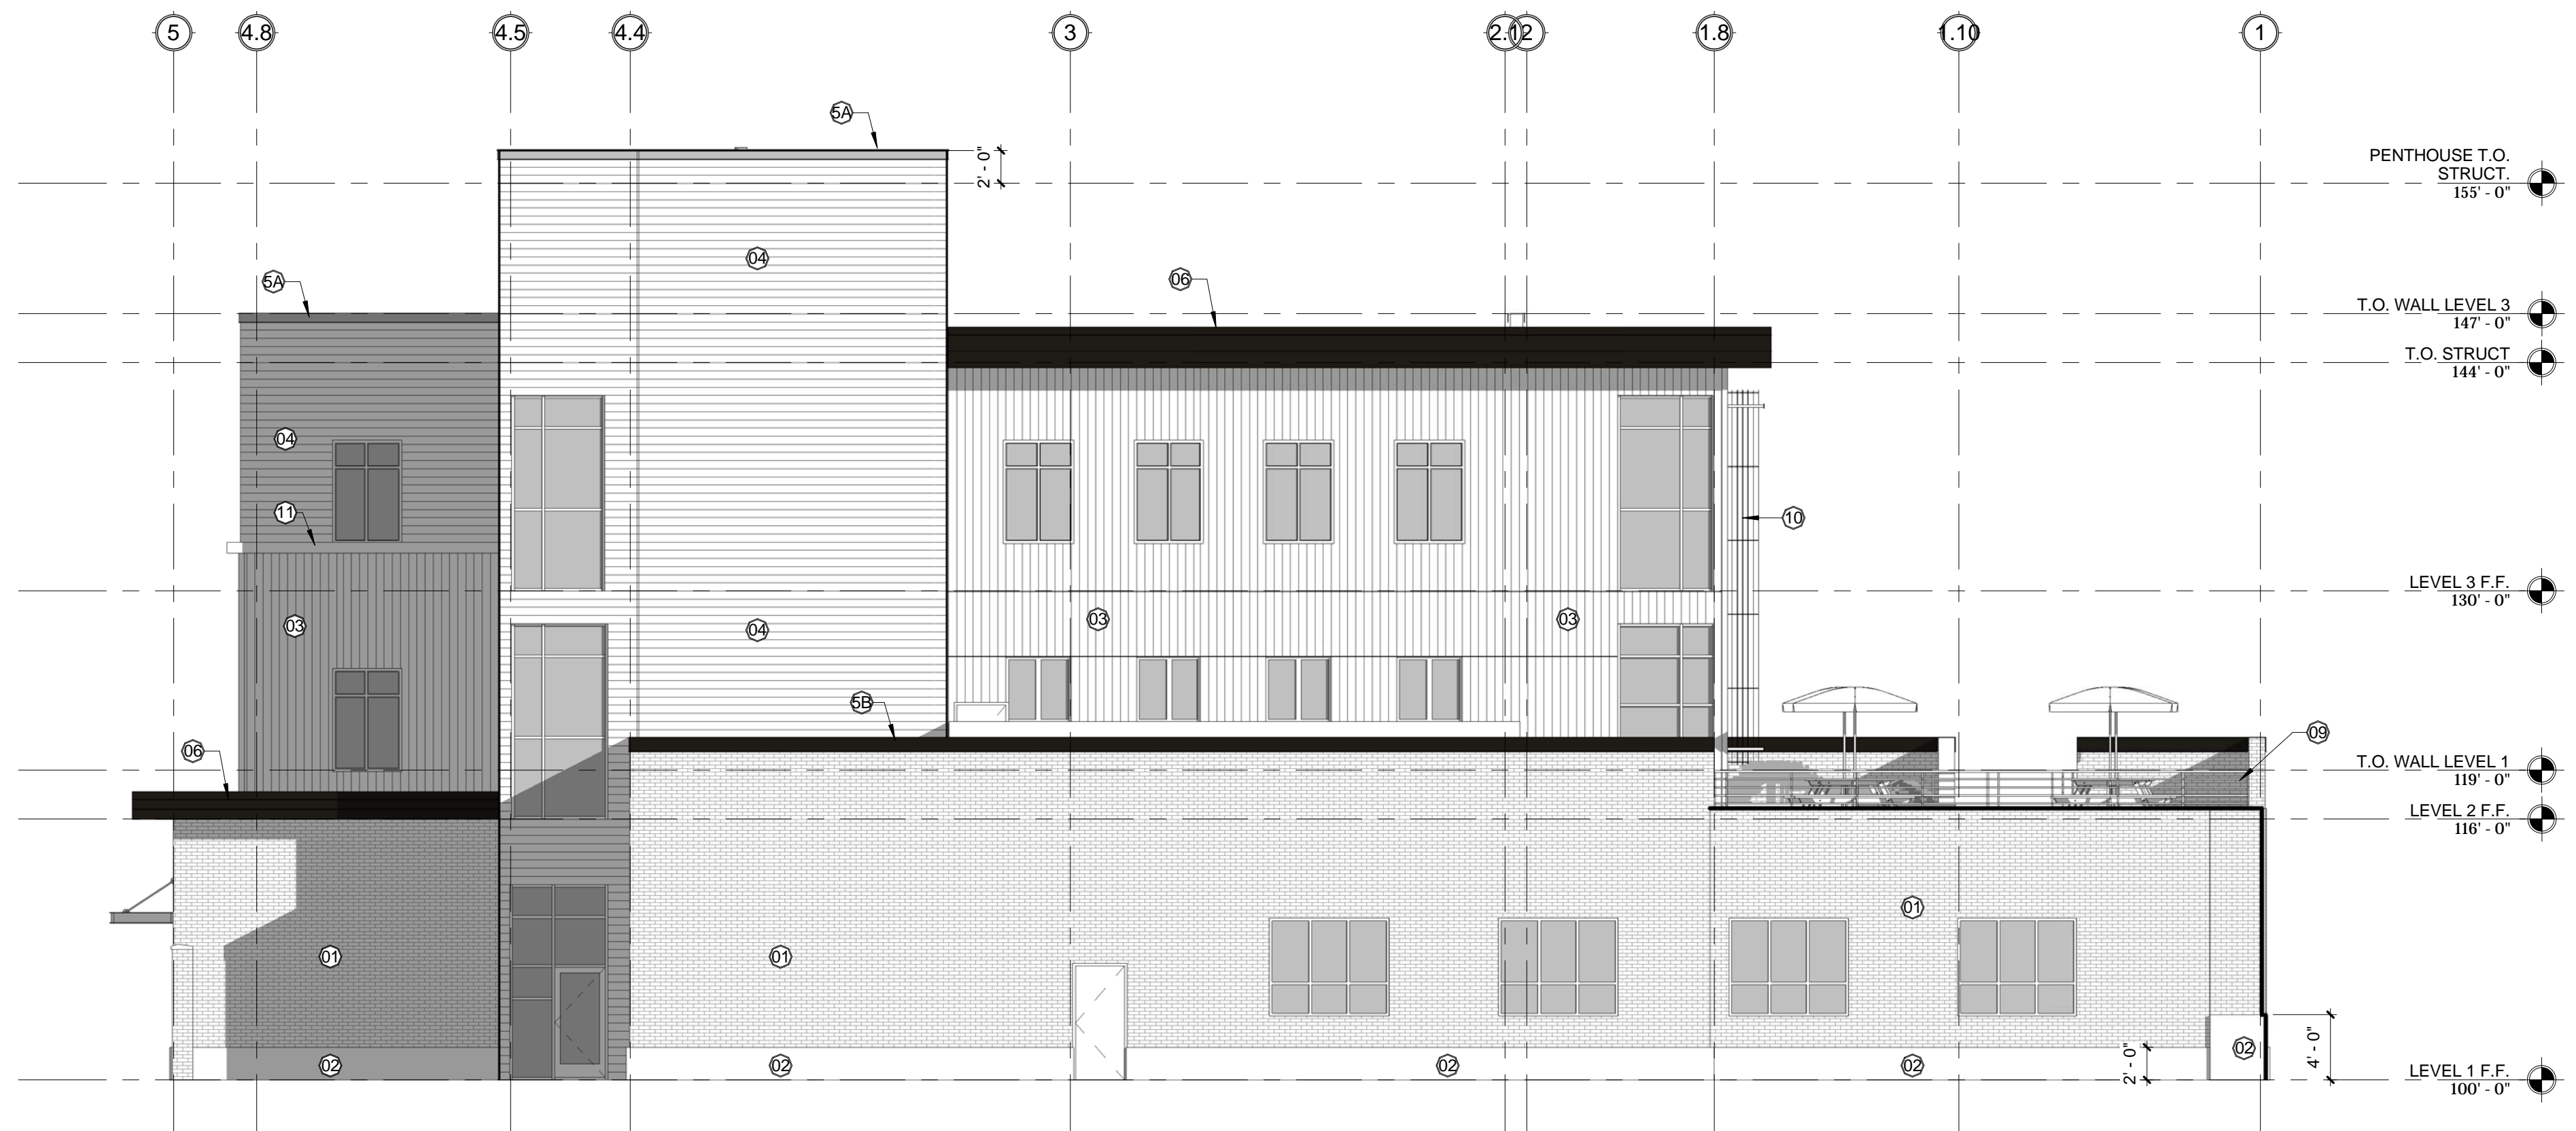 5
4.8
4.5
4.4
3
2.1
2
1.8
1.10
1
5A
2' - 0"
PENTHOUSE T.O.
STRUCT.
155' - 0"
04
5A
06
T.O. WALL LEVEL 3
147' - 0"
T.O. STRUCT
144' - 0"
04
11
10
03
04
03
03
LEVEL 3 F.F.
130' - 0"
5B
06
09
T.O. WALL LEVEL 1
119' - 0"
LEVEL 2 F.F.
116' - 0"
01
01
01
02
02
02
02
2' - 0"
02
4' - 0"
LEVEL 1 F.F.
100' - 0"